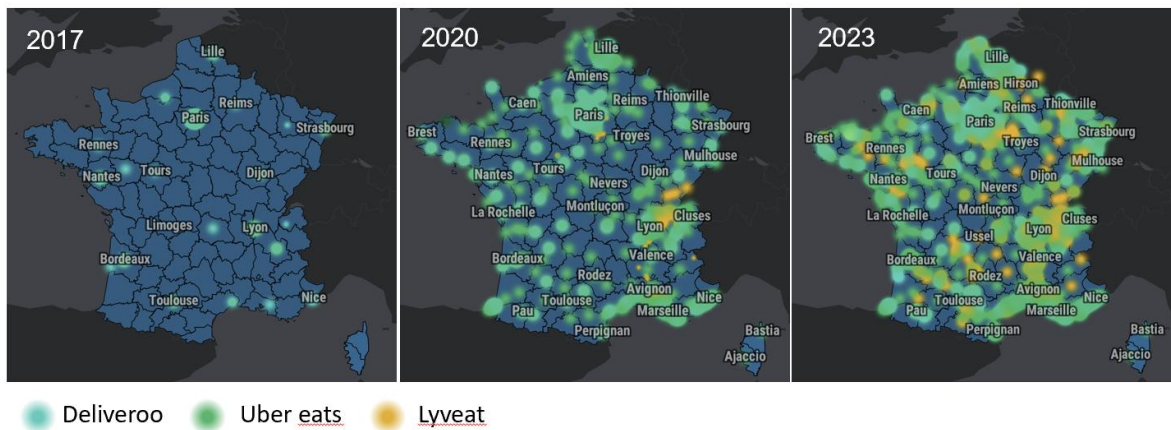 2017
Lille
Reims
Paris
Strasbourg
Rennes
Tours
Nantes
Dijon
Limoges
Lyon
Bordeaux
Toulouse
Nice
2020
Lille
Amiens
Caen
Reims
Thionville
Paris
Brest
Rennes
Troyes
Strasbourg
Mulhouse
Tours
Dijon
Nantes
Nevers
La Rochelle
Montluçon
Lyon
Cluses
Bordeaux
Valence
Rodez
Avignon
Nice
Pau
Toulouse
Marseille
Perpignan
Bastia
Ajaccio
2023
Lille
Amiens
Hirson
Caen
Reims
Thionville
Paris
Brest
Rennes
Troyes
Strasbourg
Mulhouse
Tours
Dijon
Nantes
Nevers
La Rochelle
Montluçon
Cluses
Ussel
Lyon
Bordeaux
Valence
Rodez
Avignon
Nice
Pau
Toulouse
Marseille
Perpignan
Bastia
Ajaccio
Deliveroo
Uber eats
Lyveat